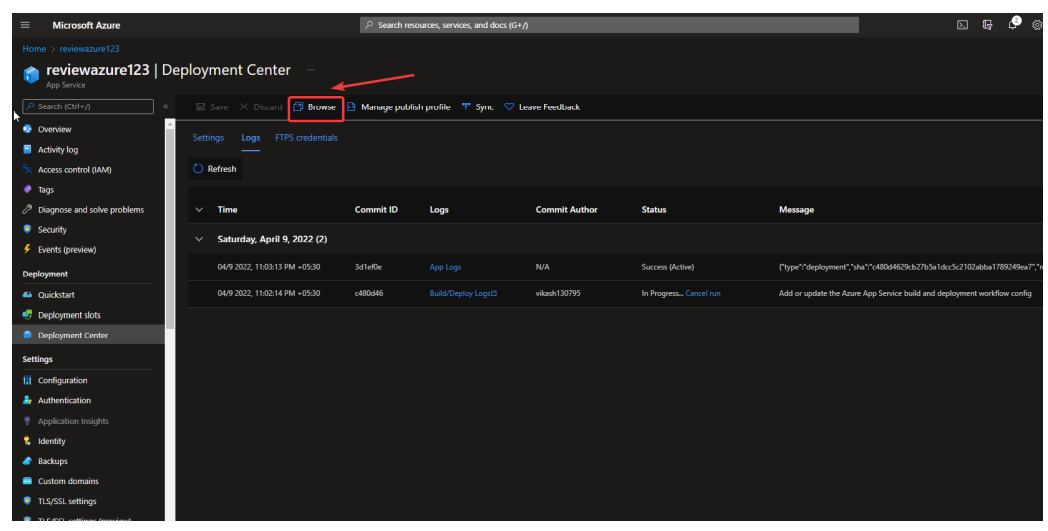 Microsoft Azure
Search resources, services, and docs (G+/)
Home > reviewazure123
reviewazure123 | Deployment Center ...
App Service
Search (Ctrl+/)
«
Save
Discard
Browse
Manage publish profile
Sync
Leave Feedback
Overview
Activity log
Access control (IAM)
Tags
Diagnose and solve problems
Security
Events (preview)
Deployment
Quickstart
Deployment slots
Deployment Center
Settings
Configuration
Authentication
Application Insights
Identity
Backups
Custom domains
TLS/SSL settings
TLS/SSL settings (preview)
Settings Logs FTPS credentials
Refresh
Time Commit ID Logs Commit Author Status Message
Saturday, April 9, 2022 (2)
04/9 2022, 11:03:13 PM +05:30 3d1ef0e App Logs N/A Success (Active) {"type":"deployment","sha":"c480d4629cb27b5a1dcc5c2102abba1789249ea7","r
04/9 2022, 11:02:14 PM +05:30 c480d46 Build/Deploy Logs vikash130795 In Progress... Cancel run Add or update the Azure App Service build and deployment workflow config